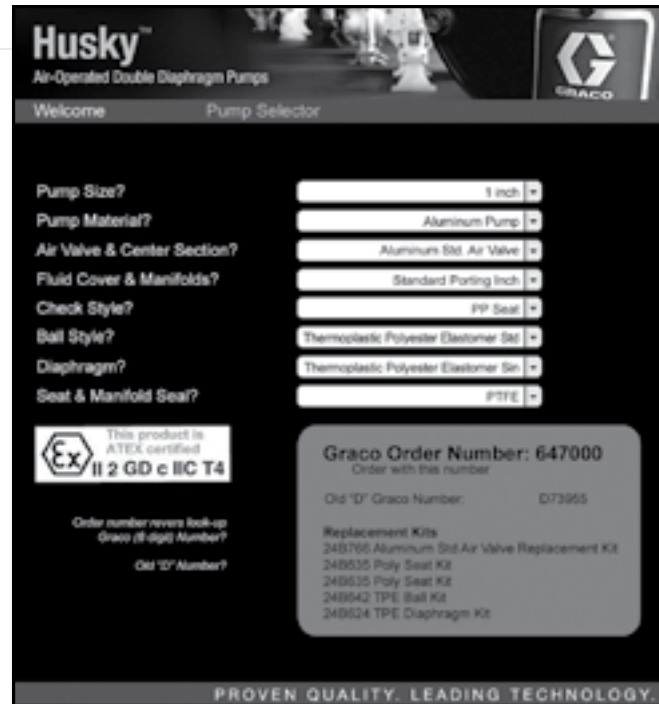 Husky™
Air-Operated Double Diaphragm Pumps
GRACO
Welcome Pump Selector
Pump Size? 1 inch
Pump Material? Aluminum Pump
Air Valve & Center Section? Aluminum Std. Air Valve
Fluid Cover & Manifolds? Standard Porting Inch
Check Style? PP Seat
Ball Style? Thermoplastic Polyester Elastomer Std
Diaphragm? Thermoplastic Polyester Elastomer Sin
Seat & Manifold Seal? PTFE
Ex
This product is
ATEX certified
II 2 GD c IIC T4
Order number revers look-up
Graco (6 digit) Number?
Old "D" Number?
Graco Order Number: 647000
Order with this number
Old "D" Graco Number: D73955
Replacement Kits
24B766 Aluminum Std Air Valve Replacement Kit
24B635 Poly Seat Kit
24B635 Poly Seat Kit
24B642 TPE Ball Kit
24B624 TPE Diaphragm Kit
PROVEN QUALITY. LEADING TECHNOLOGY.